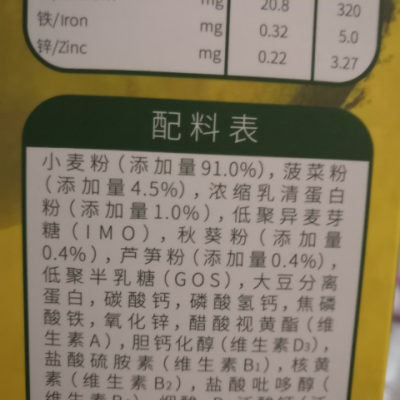 mg 20.8 320
铁/Iron mg 0.32 5.0
锌/Zinc mg 0.22 3.27
配料表
小麦粉(添加量91.0%),菠菜粉
(添加量4.5%),浓缩乳清蛋白
粉(添加量1.0%),低聚异麦芽
糖(IMO),秋葵粉(添加量
0.4%),芦笋粉(添加量0.4%),
低聚半乳糖(GOS),大豆分离
蛋白,碳酸钙,磷酸氢钙,焦磷
酸铁,氧化锌,醋酸视黄酯(维
生素A),胆钙化醇(维生素D₃),
盐酸硫胺素(维生素B₁),核黄
素(维生素B₂),盐酸吡哆醇(